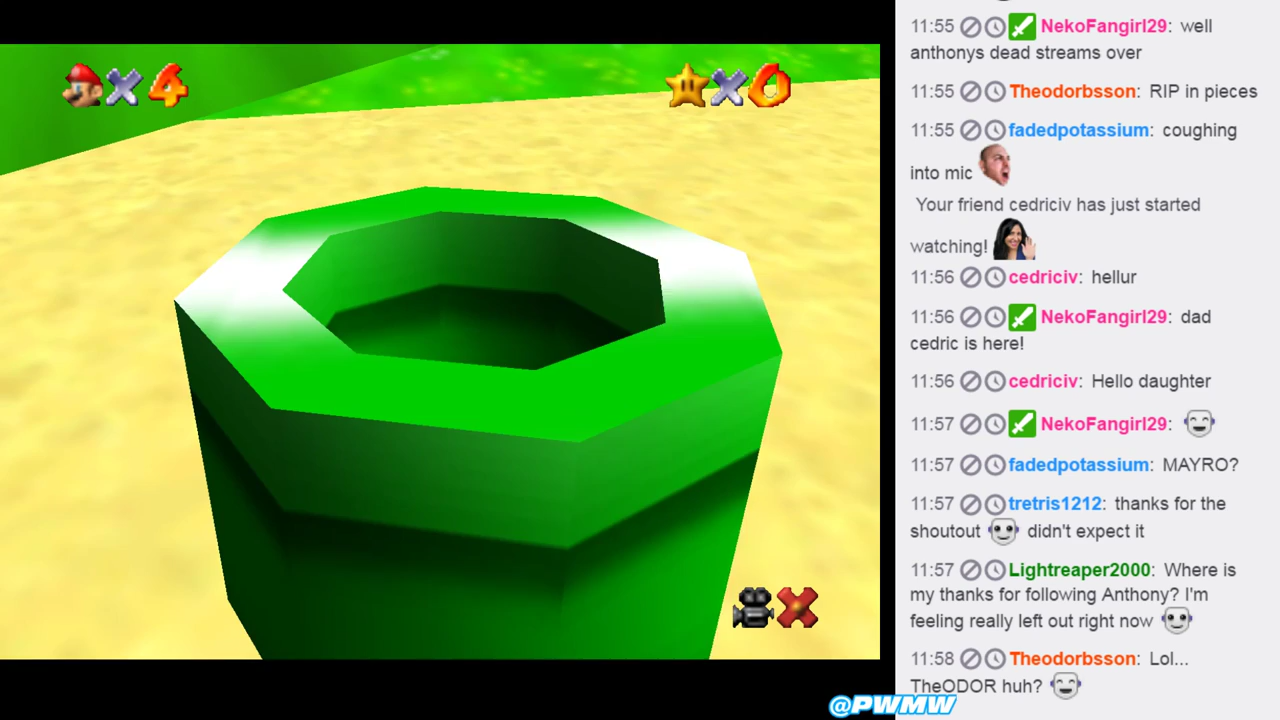 4
0
11:55 NekoFangirl29: well
anthonys dead streams over
11:55 Theodorbsson: RIP in pieces
11:55 fadedpotassium: coughing
into mic
Your friend cedriciv has just started
watching!
11:56 cedriciv: hellur
11:56 NekoFangirl29: dad
cedric is here!
11:56 cedriciv: Hello daughter
11:57 NekoFangirl29:
11:57 fadedpotassium: MAYRO?
11:57 tretris1212: thanks for the
shoutout didn't expect it
11:57 Lightreaper2000: Where is
my thanks for following Anthony? I'm
feeling really left out right now
11:58 Theodorbsson: Lol...
TheODOR huh?
@PWMW